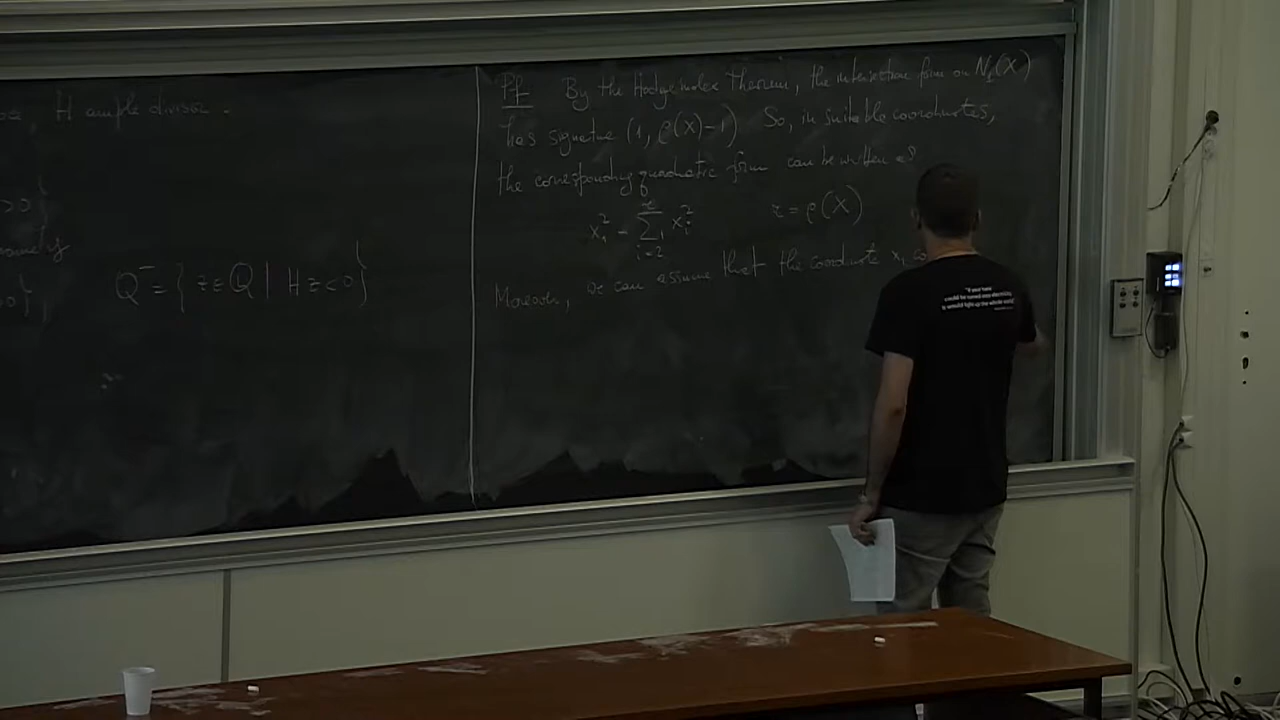 H ample divisor.
>0}
Q⁻ = { z ∈ Q | H z < 0 }
Pf By the Hodge index Theorem, the intersection form on N₁(X)
has signature (1, ρ(X)-1) So, in suitable coordinates,
the corresponding quadratic form can be written as
x₁² - ∑ᵢ₌₂ʳ xᵢ² r = ρ(X)
Moreover, we can assume that the coordinate x₁